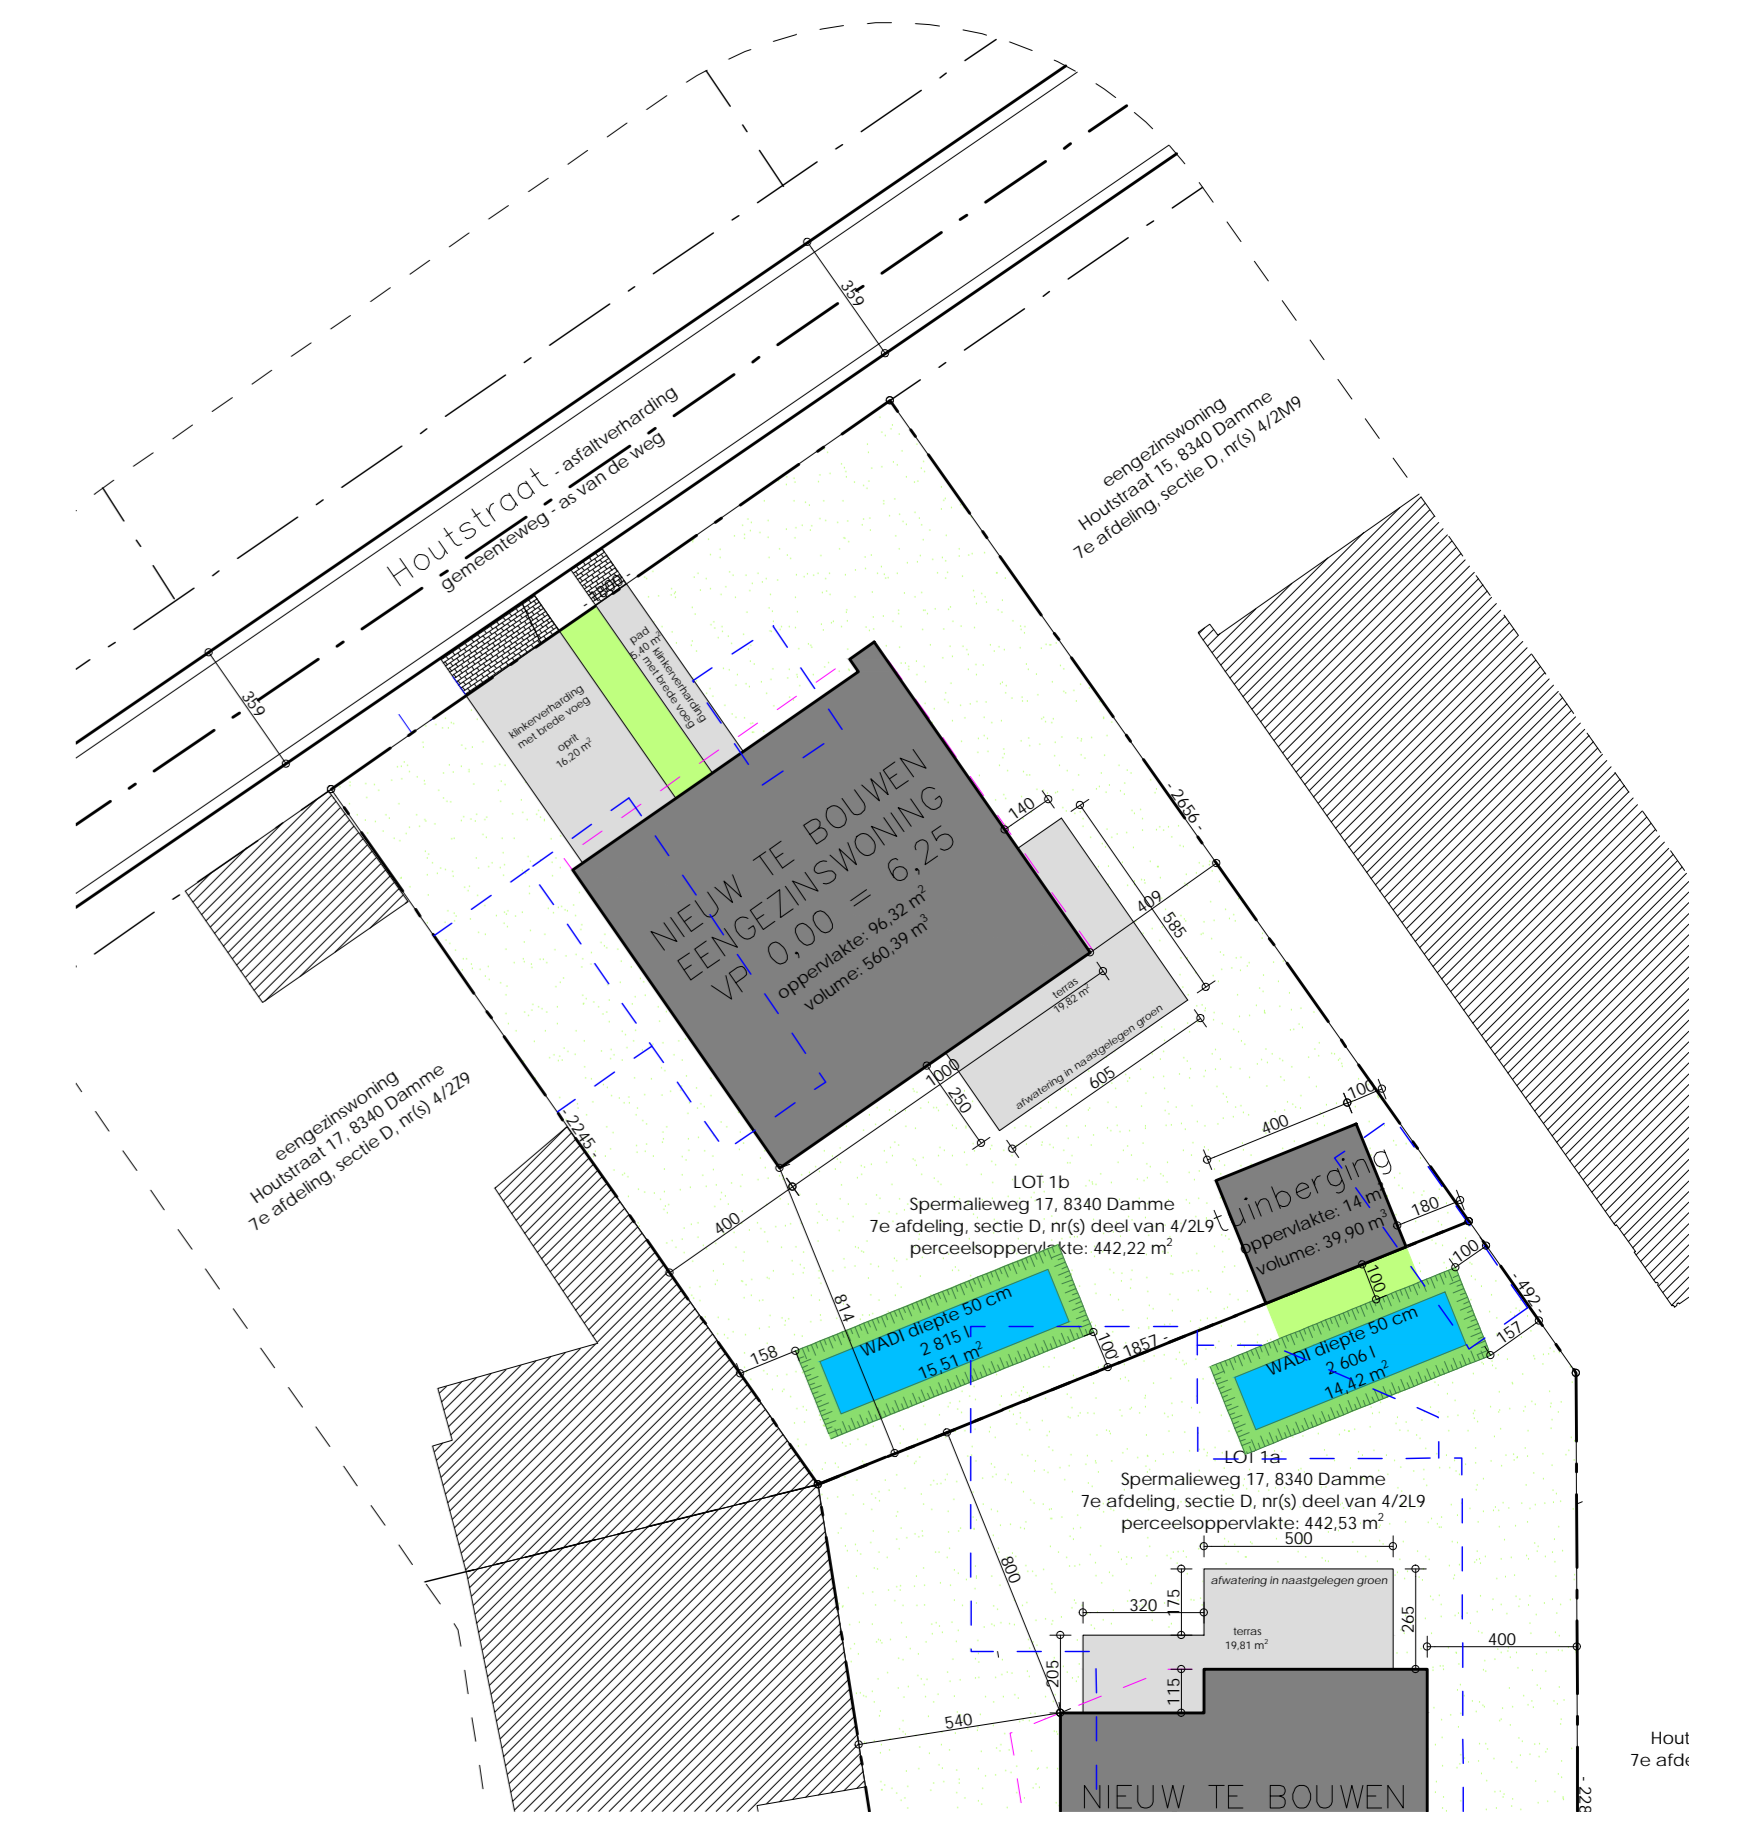 359
Houtstraat - asfaltverharding
gemeenteweg - as van de weg
359
eengezinswoning
Houtstraat 15, 8340 Damme
7e afdeling, sectie D, nr(s) 4/2M9
klinkerverharding
met brede voeg
oprit
16,20 m²
pad
klinkerverharding
met brede voeg
NIEUW TE BOUWEN
EENGEZINSWONING
VP 0,00 = 6,25
oppervlakte: 96,32 m²
volume: 560,39 m³
- 2656 -
140
409
585
terras
19,82 m²
afwatering in naastgelegen groen
1000
250
605
eengezinswoning
Houtstraat 17, 8340 Damme
7e afdeling, sectie D, nr(s) 4/2Z9
- 2245 -
400
814
LOT 1b
Spermalieweg 17, 8340 Damme
7e afdeling, sectie D, nr(s) deel van 4/2L9
perceelsoppervlakte: 442,22 m²
400
100
tuinberging
oppervlakte: 14 m²
volume: 39,90 m³
180
100
100
- 492 -
157
WADI diepte 50 cm
2 815 l
15,51 m²
158
100
1857 -
WADI diepte 50 cm
2 606 l
14,42 m²
LOT 1a
Spermalieweg 17, 8340 Damme
7e afdeling, sectie D, nr(s) deel van 4/2L9
perceelsoppervlakte: 442,53 m²
800
500
afwatering in naastgelegen groen
320
175
265
terras
19,81 m²
400
205
115
540
NIEUW TE BOUWEN
Hout
7e afde
- 228